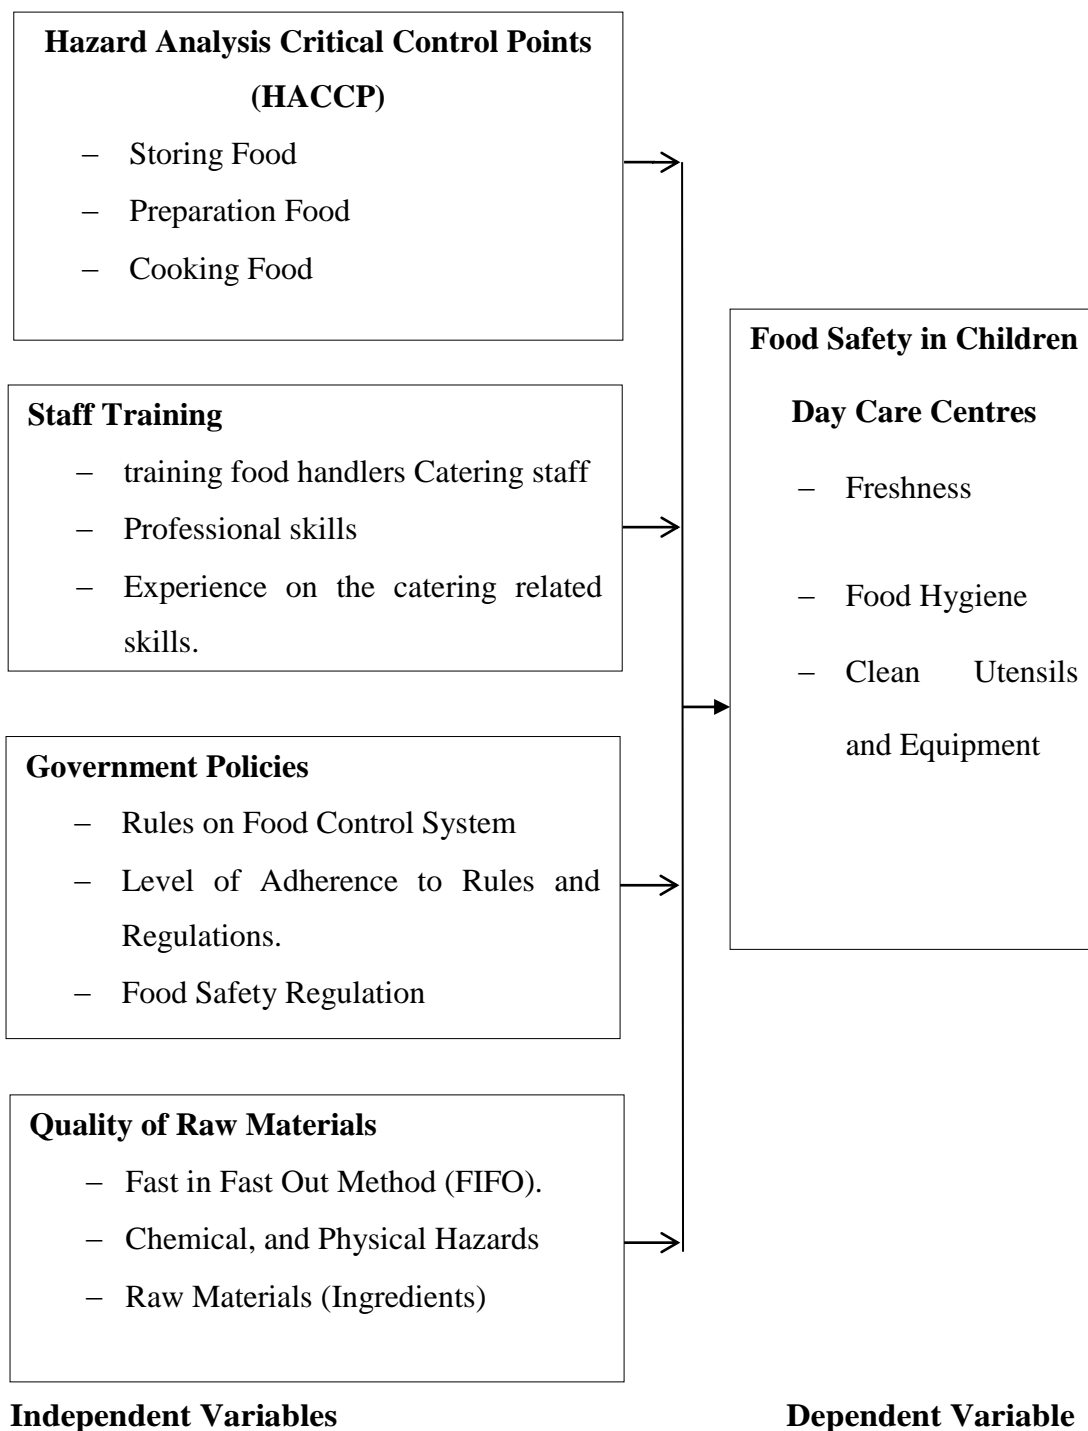 Hazard Analysis Critical Control Points
(HACCP)
– Storing Food
– Preparation Food
– Cooking Food
Staff Training
– training food handlers Catering staff
– Professional skills
– Experience on the catering related
skills.
Government Policies
– Rules on Food Control System
– Level of Adherence to Rules and
Regulations.
– Food Safety Regulation
Quality of Raw Materials
– Fast in Fast Out Method (FIFO).
– Chemical, and Physical Hazards
– Raw Materials (Ingredients)
Food Safety in Children
Day Care Centres
– Freshness
– Food Hygiene
– Clean Utensils
and Equipment
Independent Variables
Dependent Variable